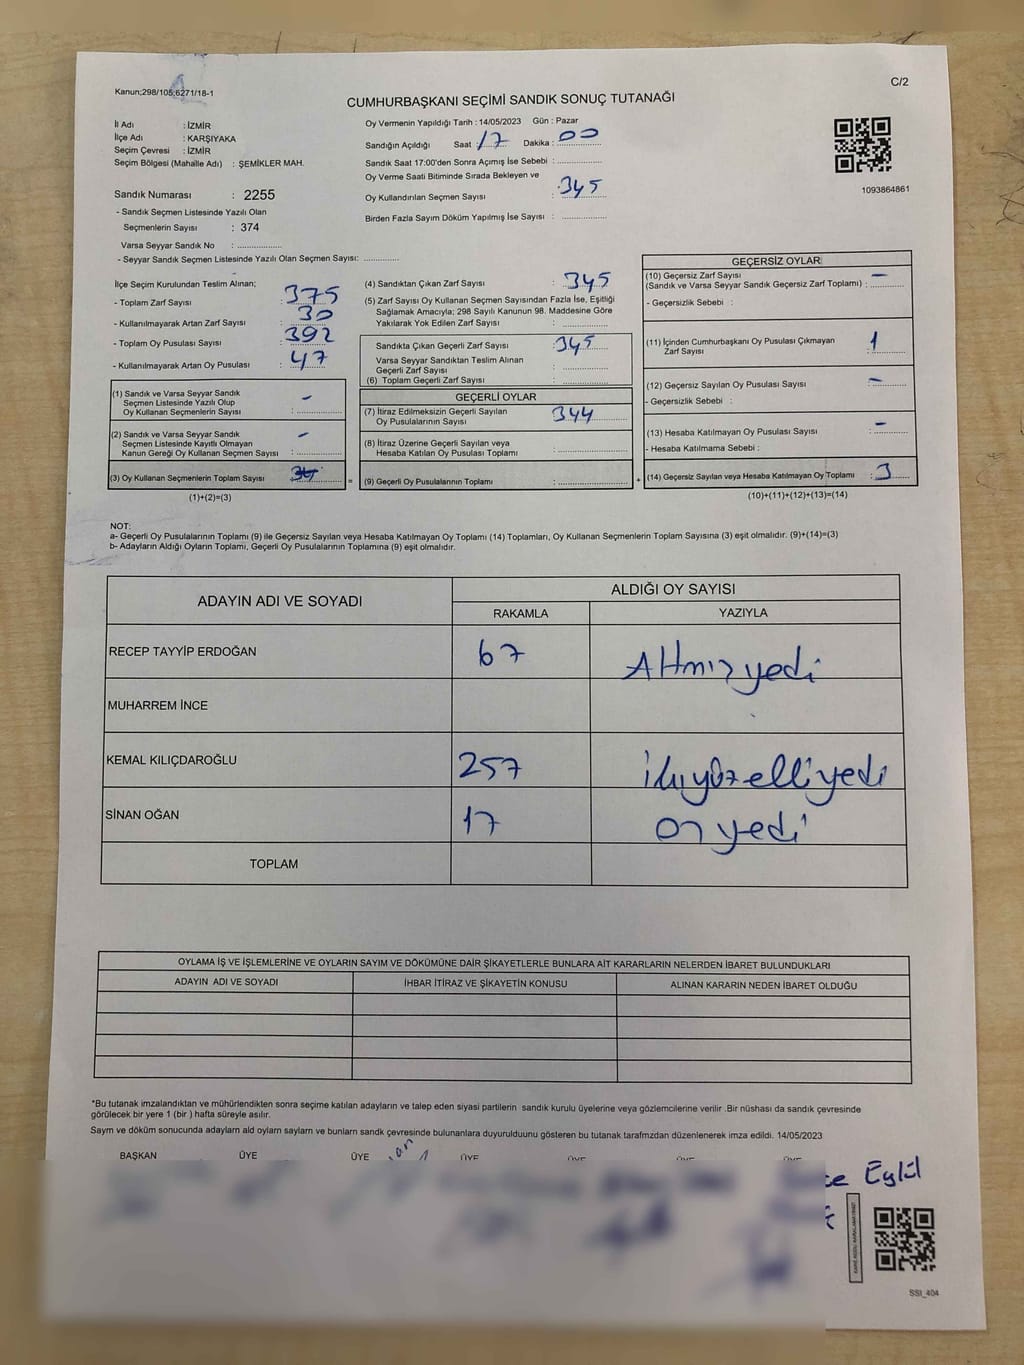 Kanun;298/105;6271/18-1
C/2
CUMHURBAŞKANI SEÇİMİ SANDIK SONUÇ TUTANAĞI
İl Adı : İZMİR
İlçe Adı : KARŞIYAKA
Seçim Çevresi : İZMİR
Seçim Bölgesi (Mahalle Adı) : ŞEMİKLER MAH.
Sandık Numarası : 2255
- Sandık Seçmen Listesinde Yazılı Olan
Seçmenlerin Sayısı : 374
Varsa Seyyar Sandık No : ..............
- Seyyar Sandık Seçmen Listesinde Yazılı Olan Seçmen Sayısı: ............
Oy Vermenin Yapıldığı Tarih : 14/05/2023 Gün : Pazar
Sandığın Açıldığı Saat : 17 Dakika : 00
Sandık Saat 17:00'den Sonra Açımış İse Sebebi : ..............
Oy Verme Saati Bitiminde Sırada Bekleyen ve
Oy Kullandırılan Seçmen Sayısı : 345
Birden Fazla Sayım Döküm Yapılmış İse Sayısı : ..............
1093864861
İlçe Seçim Kurulundan Teslim Alınan;
- Toplam Zarf Sayısı : 375
- Kullanılmayarak Artan Zarf Sayısı : 30
- Toplam Oy Pusulası Sayısı : 392
- Kullanılmayarak Artan Oy Pusulası : 47
(1) Sandık ve Varsa Seyyar Sandık
Seçmen Listesinde Yazılı Olup
Oy Kullanan Seçmenlerin Sayısı : -
(2) Sandık ve Varsa Seyyar Sandık
Seçmen Listesinde Kayıtlı Olmayan
Kanun Gereği Oy Kullanan Seçmen Sayısı : -
(3) Oy Kullanan Seçmenlerin Toplam Sayısı :
(1)+(2)=(3)
(4) Sandıktan Çıkan Zarf Sayısı : 345
(5) Zarf Sayısı Oy Kullanan Seçmen Sayısından Fazla İse, Eşitliği
Sağlamak Amacıyla; 298 Sayılı Kanunun 98. Maddesine Göre
Yakılarak Yok Edilen Zarf Sayısı : ..............
Sandıkta Çıkan Geçerli Zarf Sayısı : 345
Varsa Seyyar Sandıktan Teslim Alınan
Geçerli Zarf Sayısı : ..............
(6) Toplam Geçerli Zarf Sayısı : ..............
GEÇERLİ OYLAR
(7) İtiraz Edilmeksizin Geçerli Sayılan
Oy Pusulalarının Sayısı : 344
(8) İtiraz Üzerine Geçerli Sayılan veya
Hesaba Katılan Oy Pusulası Toplamı : ..............
= (9) Geçerli Oy Pusulalarının Toplamı : .............. +
GEÇERSİZ OYLAR
(10) Geçersiz Zarf Sayısı
(Sandık ve Varsa Seyyar Sandık Geçersiz Zarf Toplamı) : -
- Geçersizlik Sebebi :
(11) İçinden Cumhurbaşkanı Oy Pusulası Çıkmayan
Zarf Sayısı : 1
(12) Geçersiz Sayılan Oy Pusulası Sayısı : -
- Geçersizlik Sebebi :
(13) Hesaba Katılmayan Oy Pusulası Sayısı : -
- Hesaba Katılmama Sebebi :
(14) Geçersiz Sayılan veya Hesaba Katılmayan Oy Toplamı : 3
(10)+(11)+(12)+(13)=(14)
NOT:
a- Geçerli Oy Pusulalarının Toplamı (9) ile Geçersiz Sayılan veya Hesaba Katılmayan Oy Toplamı (14) Toplamları, Oy Kullanan Seçmenlerin Toplam Sayısına (3) eşit olmalıdır. (9)+(14)=(3)
b- Adayların Aldığı Oyların Toplamı, Geçerli Oy Pusulalarının Toplamına (9) eşit olmalıdır.
ADAYIN ADI VE SOYADI ALDIĞI OY SAYISI
RAKAMLA YAZIYLA
RECEP TAYYİP ERDOĞAN 67 Altmış yedi
MUHARREM İNCE
KEMAL KILIÇDAROĞLU 257 ikiyüzelliyedi
SİNAN OĞAN 17 on yedi
TOPLAM
OYLAMA İŞ VE İŞLEMLERİNE VE OYLARIN SAYIM VE DÖKÜMÜNE DAİR ŞİKAYETLERLE BUNLARA AİT KARARLARIN NELERDEN İBARET BULUNDUKLARI
ADAYIN ADI VE SOYADI İHBAR İTİRAZ VE ŞİKAYETİN KONUSU ALINAN KARARIN NEDEN İBARET OLDUĞU
*Bu tutanak imzalandıktan ve mühürlendikten sonra seçime katılan adayların ve talep eden siyasi partilerin sandık kurulu üyelerine veya gözlemcilerine verilir .Bir nüshası da sandık çevresinde
görülecek bir yere 1 (bir ) hafta süreyle asılır.
Sayım ve döküm sonucunda adaylarn ald oylarn saylarn ve bunlarn sandk çevresinde bulunanlara duyurulduunu gösteren bu tutanak tarafmzdan düzenlenerek imza edildi. 14/05/2023
BAŞKAN ÜYE ÜYE ÜYE ÜYE ÜYE ÜYE
Eylül
SSI_404